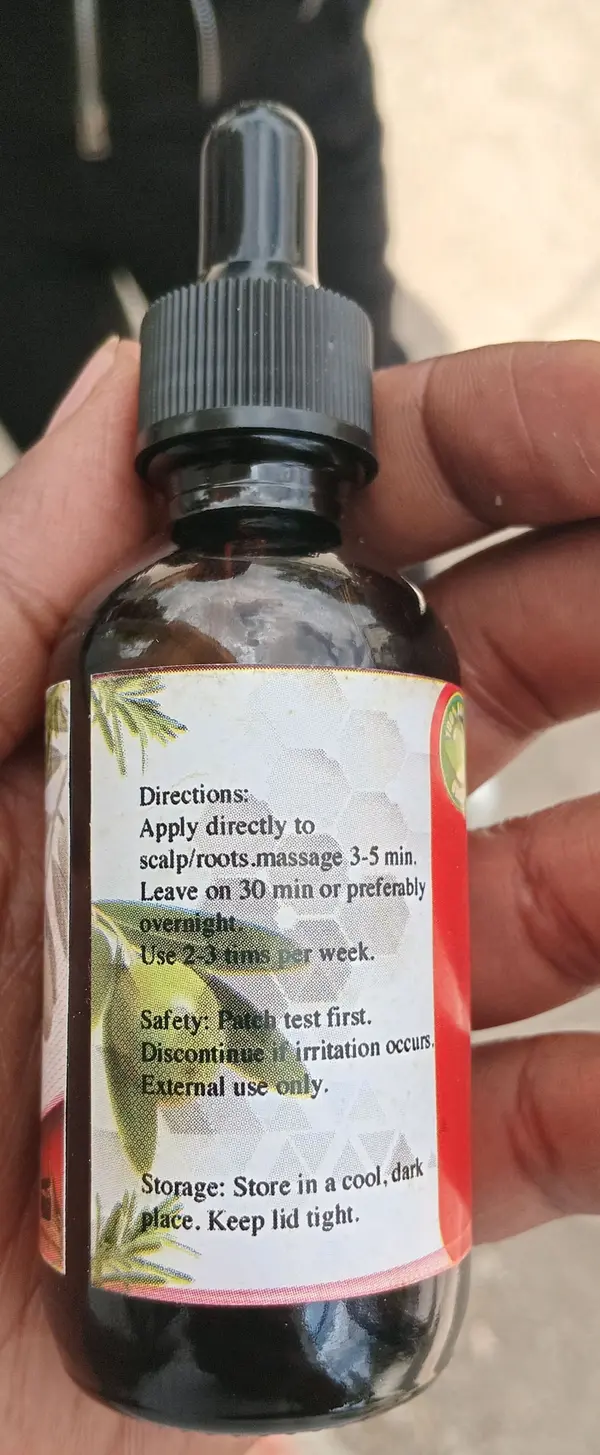 Directions:
Apply directly to
scalp/roots.massage 3-5 min.
Leave on 30 min or preferably
overnight.
Use 2-3 tims per week.
Safety: Patch test first.
Discontinue if irritation occurs.
External use only.
Storage: Store in a cool, dark
place. Keep lid tight.